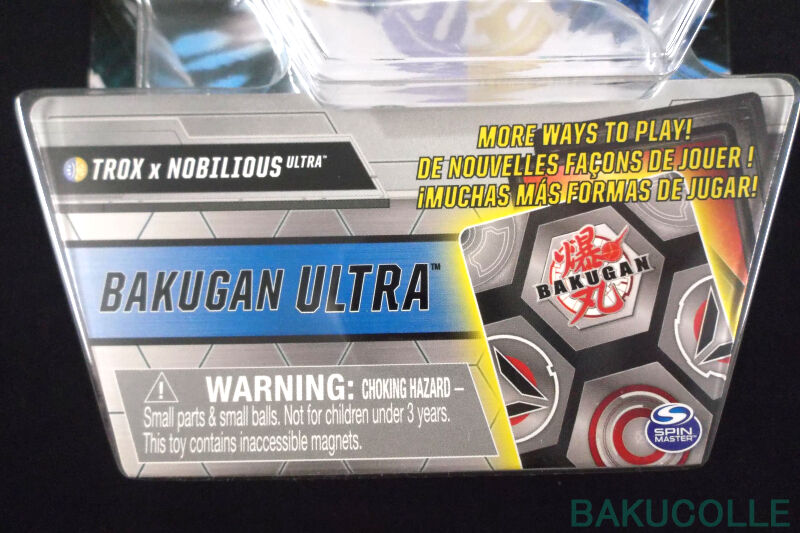 TROX x NOBILIOUS ULTRA™
MORE WAYS TO PLAY!
DE NOUVELLES FAÇONS DE JOUER !
¡MUCHAS MÁS FORMAS DE JUGAR!
BAKUGAN ULTRA™
爆
BAKUGAN
丸
WARNING: CHOKING HAZARD –
Small parts & small balls. Not for children under 3 years.
This toy contains inaccessible magnets.
SPIN
MASTER™
BAKUCOLLE